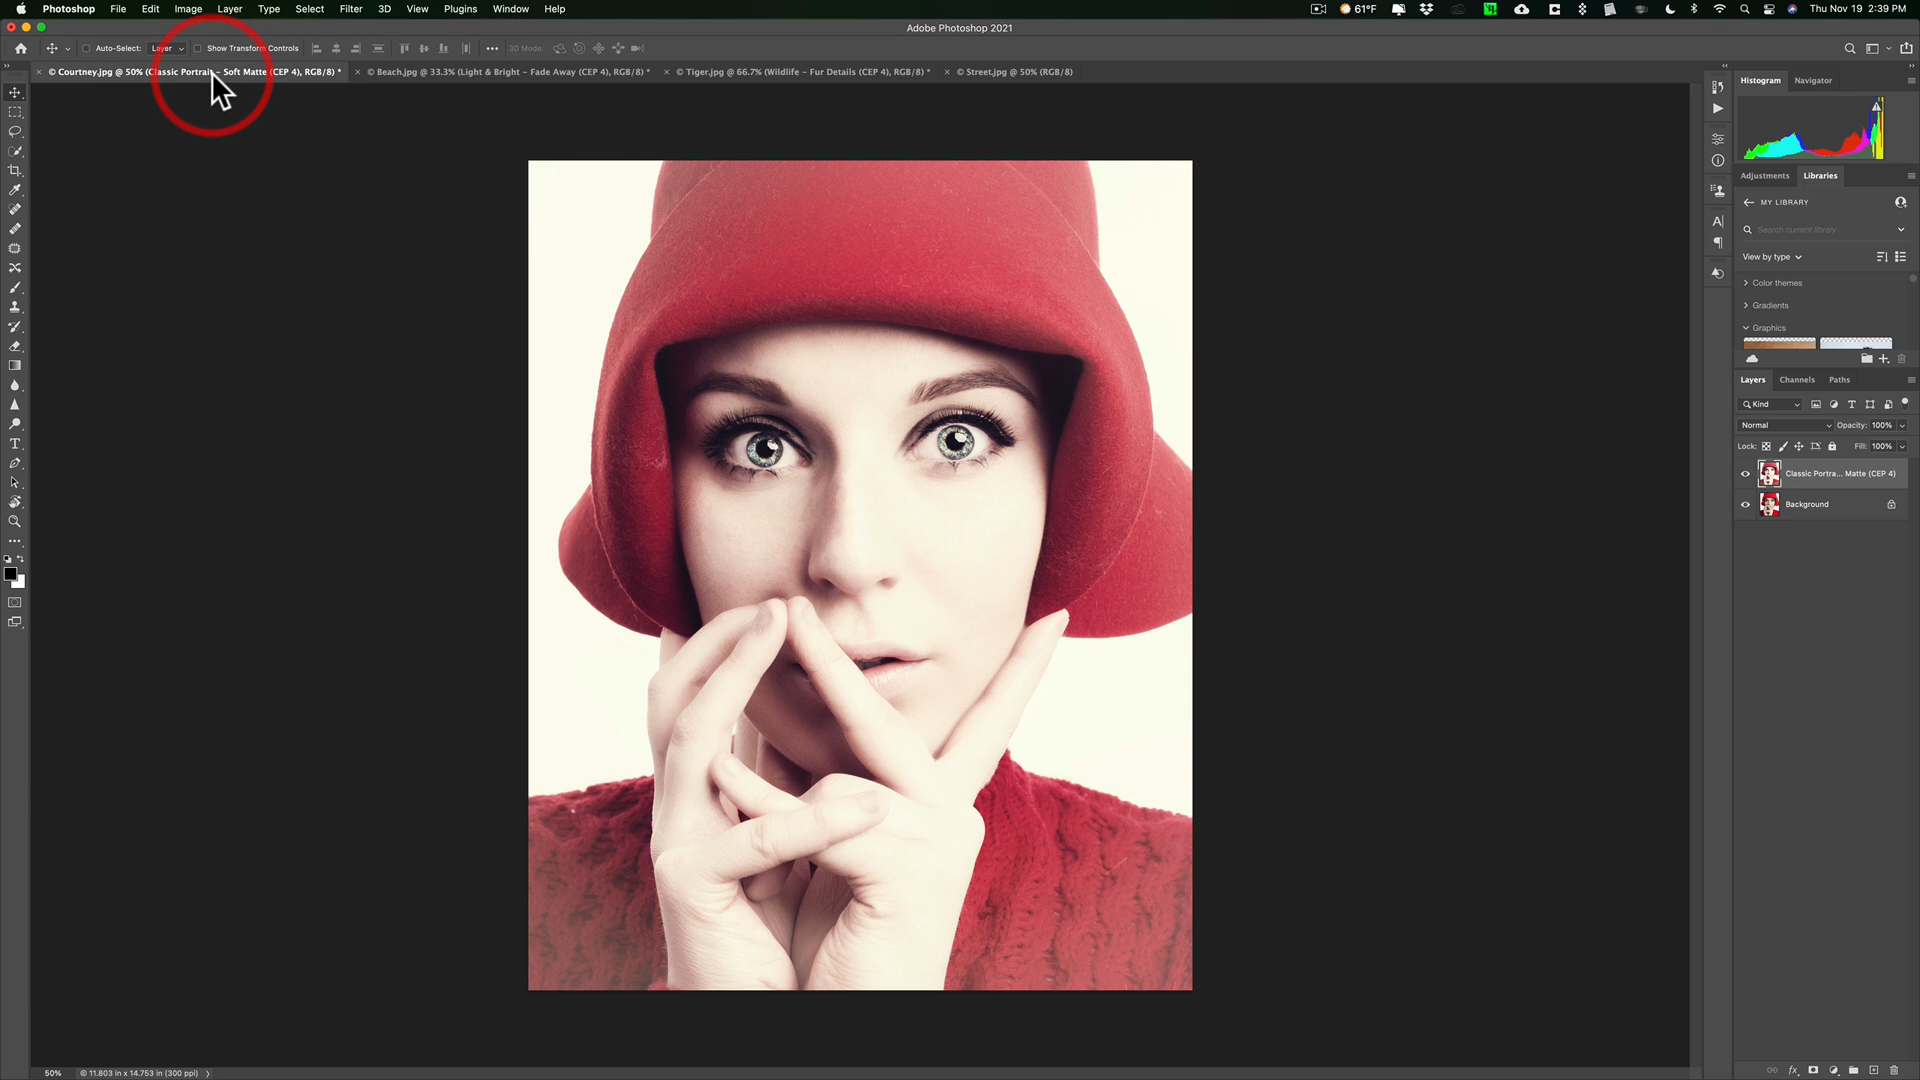 Photoshop File Edit Image Layer Type Select Filter 3D View Plugins Window Help 61°F Thu Nov 19 2:39 PM
Adobe Photoshop 2021
Auto-Select: Layer Show Transform Controls 3D Mode:
© Courtney.jpg @ 50% (Classic Portrait - Soft Matte (CEP 4), RGB/8) * © Beach.jpg @ 33.3% (Light & Bright - Fade Away (CEP 4), RGB/8) * © Tiger.jpg @ 66.7% (Wildlife - Fur Details (CEP 4), RGB/8) * © Street.jpg @ 50% (RGB/8)
Histogram Navigator
Adjustments Libraries
MY LIBRARY
Search current library
View by type
Color themes
Gradients
Graphics
Layers Channels Paths
Kind
Normal Opacity: 100%
Lock: Fill: 100%
Classic Portra... Matte (CEP 4)
Background
50% 11.803 in x 14.753 in (300 ppi)